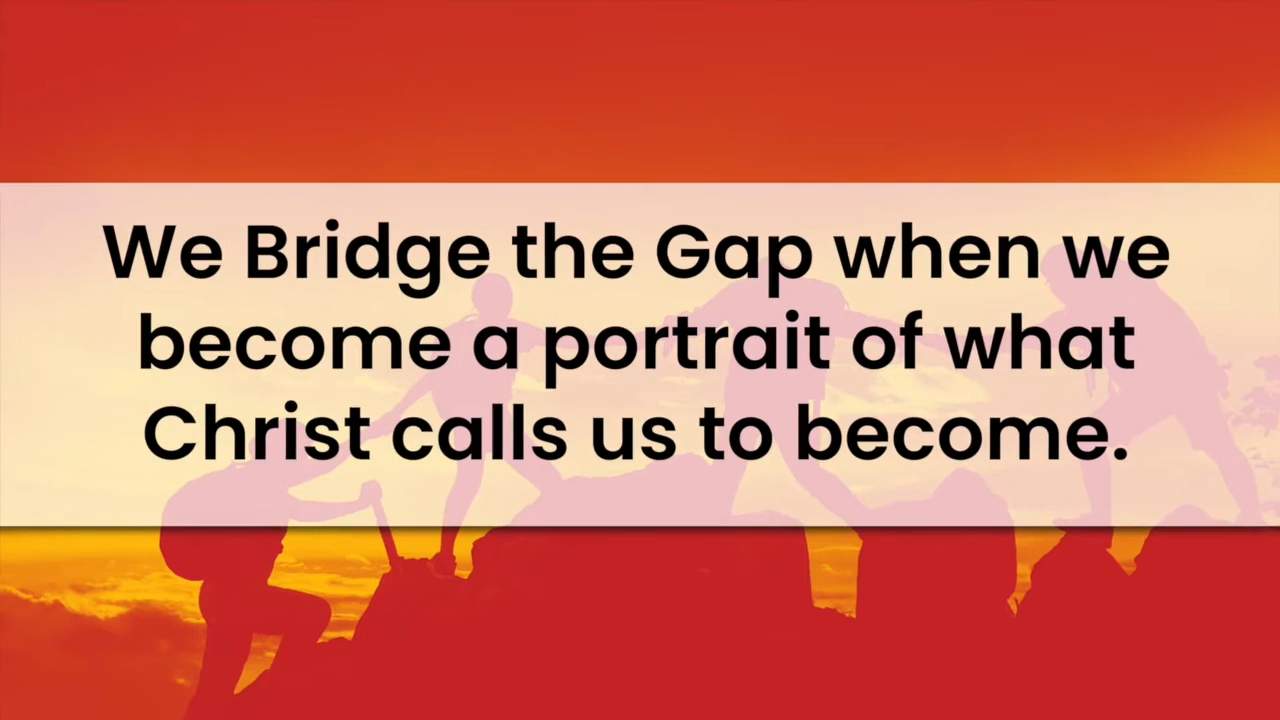 We Bridge the Gap when we
become a portrait of what
Christ calls us to become.